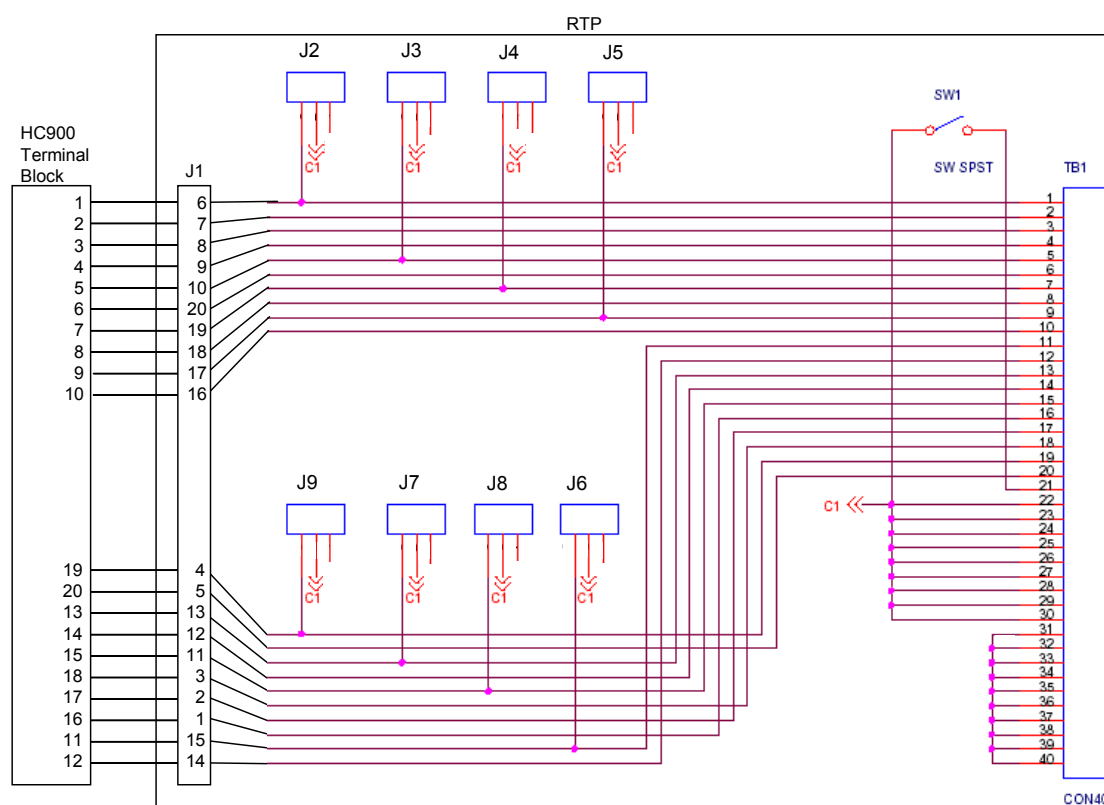 RTP
J2 J3 J4 J5
C1 C1 C1 C1
SW1
SW SPST
HC900
Terminal
Block
J1
TB1
1 6 1
2 7 2
3 8 3
4 9 4
5 10 5
6 20 6
7 19 7
8 18 8
9 17 9
10 16 10
11
12
13
14
15
16
17
18
19
20
21
22
23
24
25
26
27
28
29
30
31
32
33
34
35
36
37
38
39
40
J9 J7 J8 J6
C1
C1 C1 C1 C1
19 4
20 5
13 13
14 12
15 11
18 3
17 2
16 1
11 15
12 14
CON40